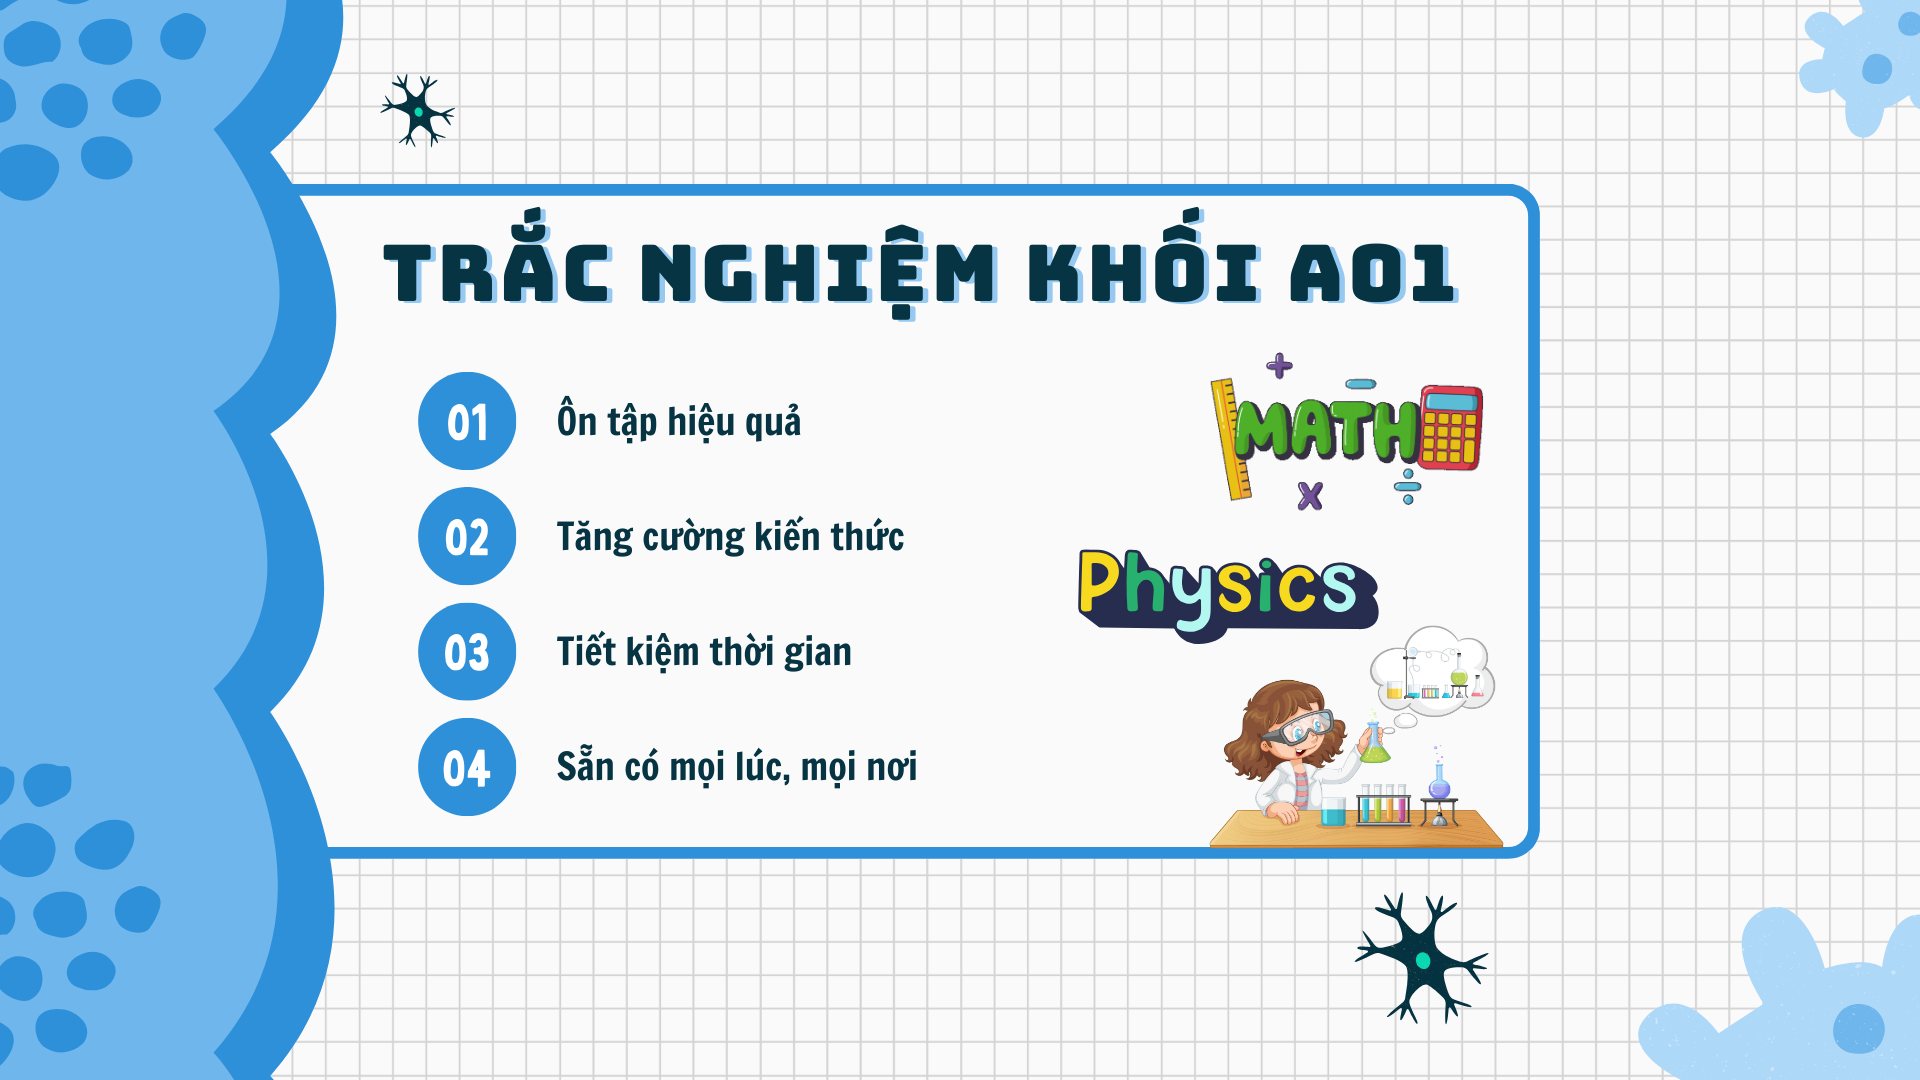 TRẮC NGHIỆM KHỐI A01
01 Ôn tập hiệu quả
02 Tăng cường kiến thức
03 Tiết kiệm thời gian
04 Sẵn có mọi lúc, mọi nơi
MATH
Physics